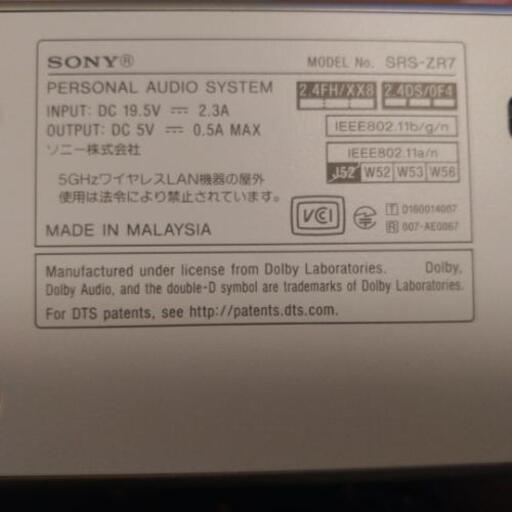 SONY® MODEL No. SRS-ZR7
PERSONAL AUDIO SYSTEM 2.4FH/XX8 2.4DS/OF4
INPUT: DC 19.5V ⎓ 2.3A
OUTPUT: DC 5V ⎓ 0.5A MAX IEEE802.11b/g/n
ソニー株式会社 IEEE802.11a/n
J52 W52 W53 W56
5GHzワイヤレスLAN機器の屋外
使用は法令により禁止されています。
VCCI T D160014007
R 007-AE0067
MADE IN MALAYSIA
Manufactured under license from Dolby Laboratories. Dolby,
Dolby Audio, and the double-D symbol are trademarks of Dolby Laboratories.
For DTS patents, see http://patents.dts.com.